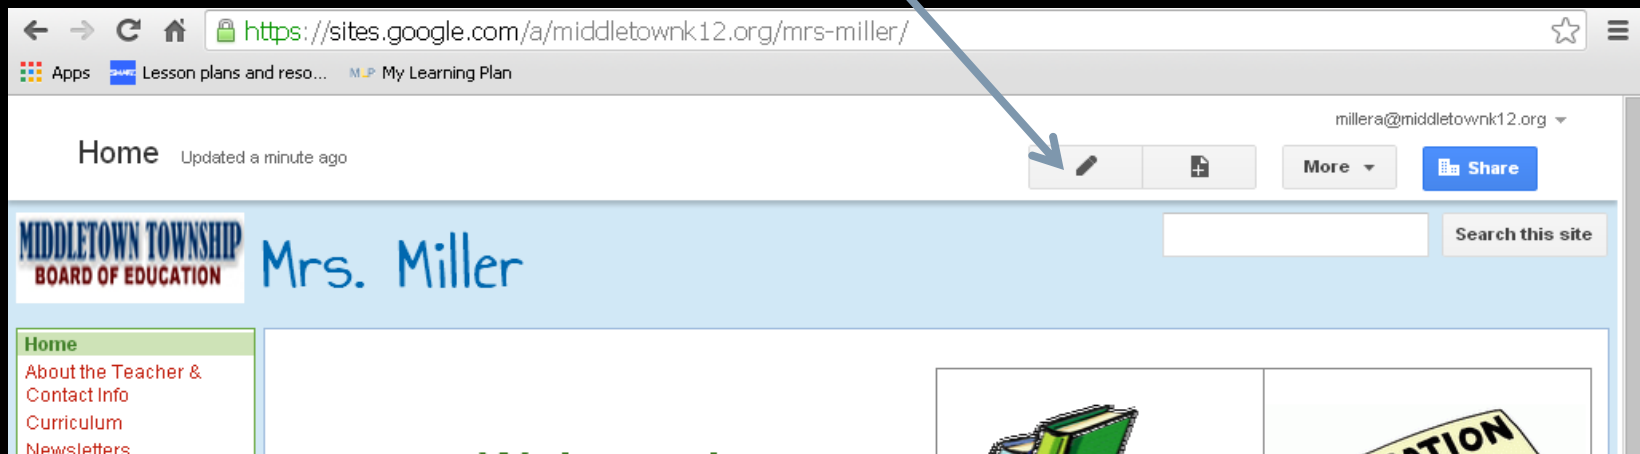 https://sites.google.com/a/middletownk12.org/mrs-miller/
Apps Lesson plans and reso... MLP My Learning Plan
millera@middletownk12.org
Home Updated a minute ago
More Share
MIDDLETOWN TOWNSHIP
BOARD OF EDUCATION
Mrs. Miller
Search this site
Home
About the Teacher &
Contact Info
Curriculum
Newsletters